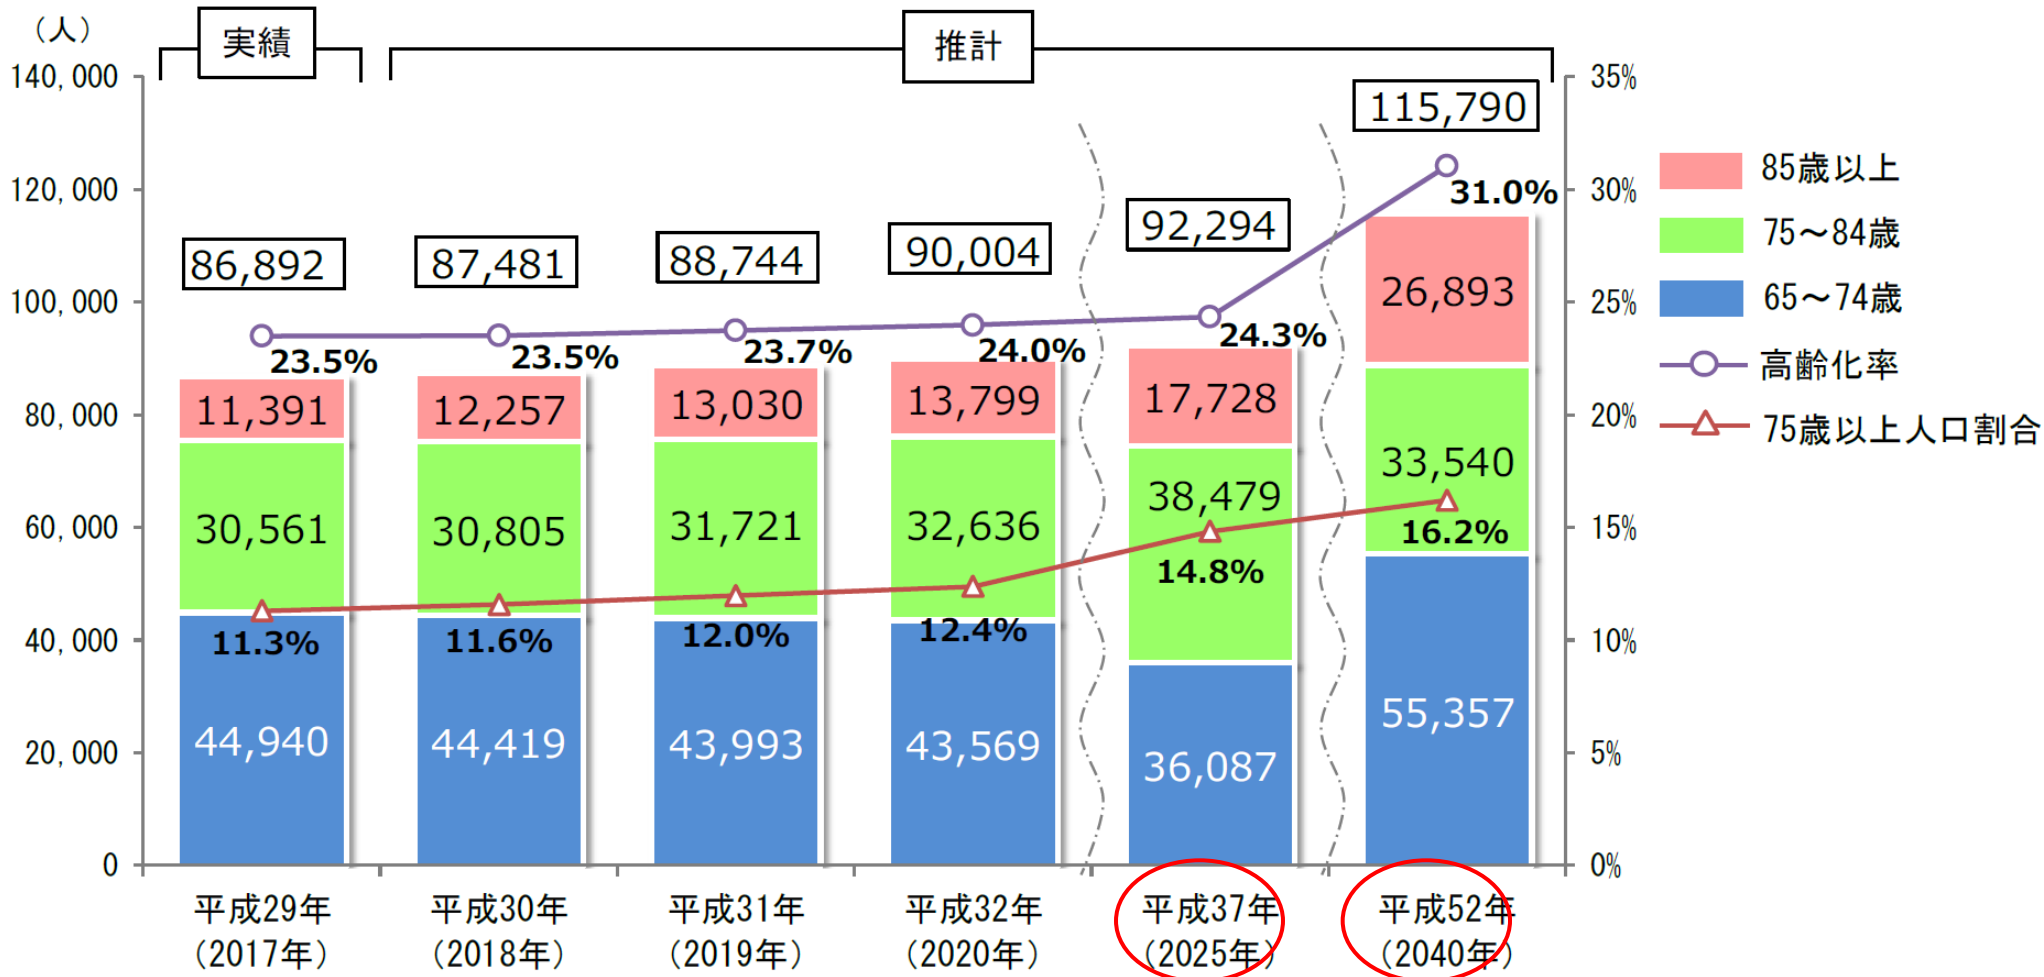 （人）
実績
推計
140,000
120,000
100,000
80,000
60,000
40,000
20,000
0
35%
30%
25%
20%
15%
10%
5%
0%
86,892
87,481
88,744
90,004
92,294
115,790
23.5%
23.5%
23.7%
24.0%
24.3%
31.0%
11,391
12,257
13,030
13,799
17,728
26,893
30,561
30,805
31,721
32,636
38,479
33,540
11.3%
11.6%
12.0%
12.4%
14.8%
16.2%
44,940
44,419
43,993
43,569
36,087
55,357
平成29年
（2017年）
平成30年
（2018年）
平成31年
（2019年）
平成32年
（2020年）
平成37年
（2025年）
平成52年
（2040年）
85歳以上
75～84歳
65～74歳
高齢化率
75歳以上人口割合